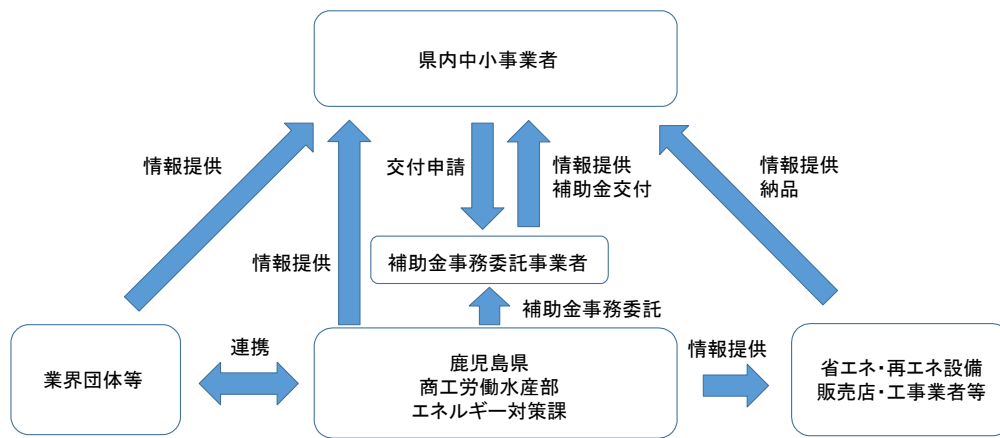 県内中小事業者
情報提供
交付申請
情報提供
補助金交付
情報提供
納品
情報提供
補助金事務委託事業者
補助金事務委託
業界団体等
連携
鹿児島県
商工労働水産部
エネルギー対策課
情報提供
省エネ・再エネ設備
販売店・工事業者等